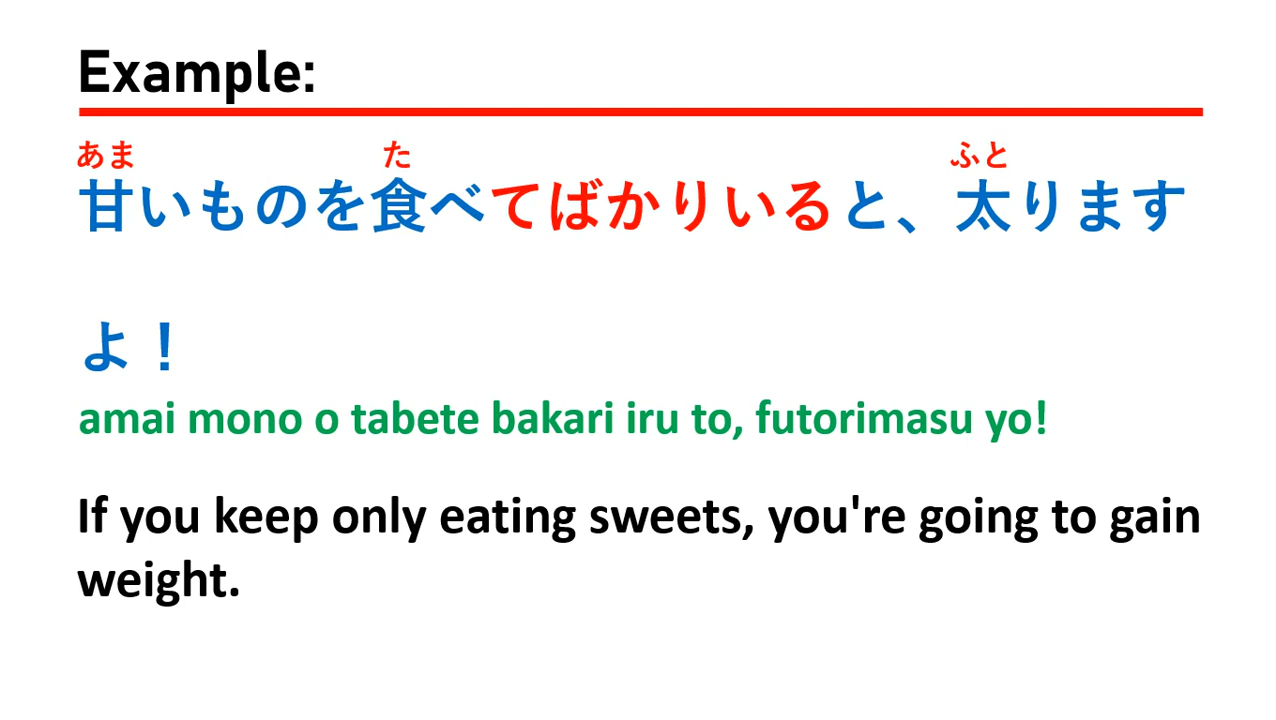 Example:
あま た ふと
甘いものを食べてばかりいると、太ります
よ！
amai mono o tabete bakari iru to, futorimasu yo!
If you keep only eating sweets, you're going to gain
weight.